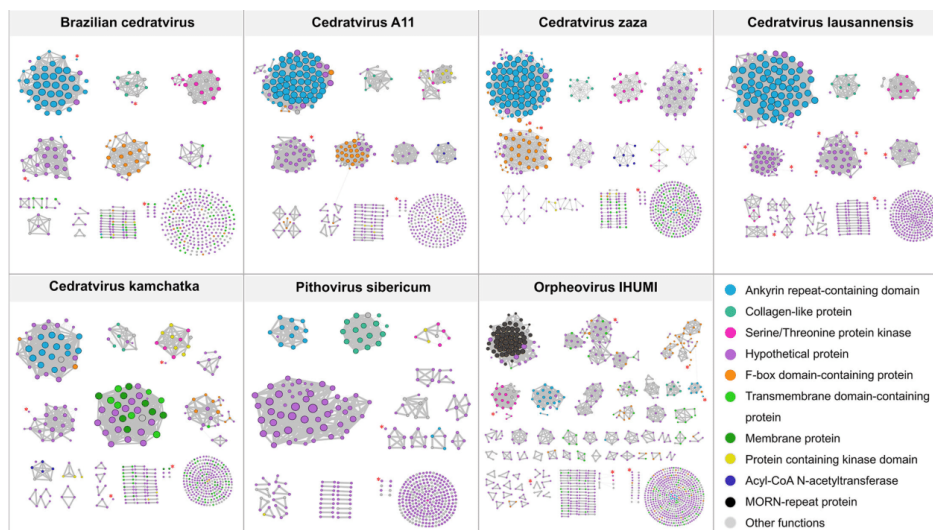 Brazilian cedratvirus
Cedratvirus A11
Cedratvirus zaza
Cedratvirus lausannensis
Cedratvirus kamchatka
Pithovirus sibericum
Orpheovirus IHUMI
Ankyrin repeat-containing domain
Collagen-like protein
Serine/Threonine protein kinase
Hypothetical protein
F-box domain-containing protein
Transmembrane domain-containing
protein
Membrane protein
Protein containing kinase domain
Acyl-CoA N-acetyltransferase
MORN-repeat protein
Other functions